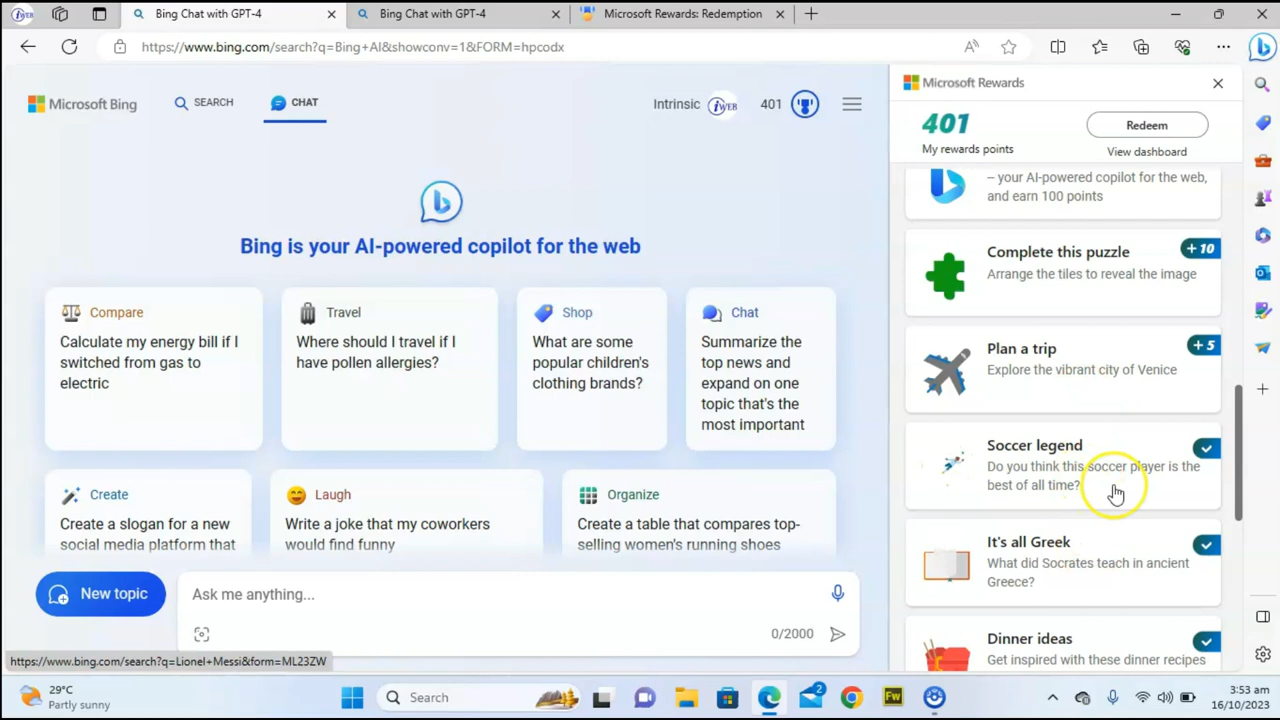 Bing Chat with GPT-4
Bing Chat with GPT-4
Microsoft Rewards: Redemption
https://www.bing.com/search?q=Bing+AI&showconv=1&FORM=hpcodx
Microsoft Bing
SEARCH
CHAT
Intrinsic
iWEB
401
Bing is your AI-powered copilot for the web
Compare
Calculate my energy bill if I
switched from gas to
electric
Travel
Where should I travel if I
have pollen allergies?
Shop
What are some
popular children's
clothing brands?
Chat
Summarize the
top news and
expand on one
topic that's the
most important
Create
Create a slogan for a new
social media platform that
Laugh
Write a joke that my coworkers
would find funny
Organize
Create a table that compares top-
selling women's running shoes
New topic
Ask me anything...
0/2000
https://www.bing.com/search?q=Lionel+Messi&form=ML23ZW
Microsoft Rewards
401
My rewards points
Redeem
View dashboard
– your AI-powered copilot for the web,
and earn 100 points
Complete this puzzle
+10
Arrange the tiles to reveal the image
Plan a trip
+5
Explore the vibrant city of Venice
Soccer legend
Do you think this soccer player is the
best of all time?
It's all Greek
What did Socrates teach in ancient
Greece?
Dinner ideas
Get inspired with these dinner recipes
29°C
Partly sunny
Search
2
Fw
3:53 am
16/10/2023